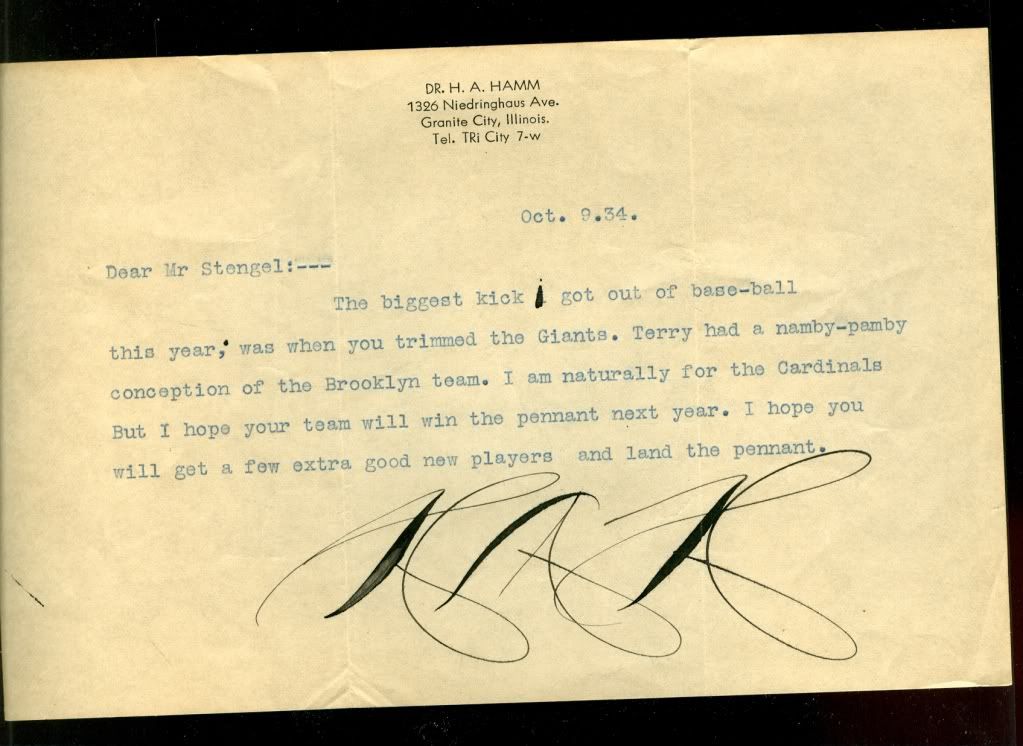 DR. H. A. HAMM
1326 Niedringhaus Ave.
Granite City, Illinois.
Tel. TRi City 7-w
Oct. 9.34.
Dear Mr Stengel:---
The biggest kick i got out of base-ball
this year, was when you trimmed the Giants. Terry had a namby-pamby
conception of the Brooklyn team. I am naturally for the Cardinals
But I hope your team will win the pennant next year. I hope you
will get a few extra good new players and land the pennant.
HAH